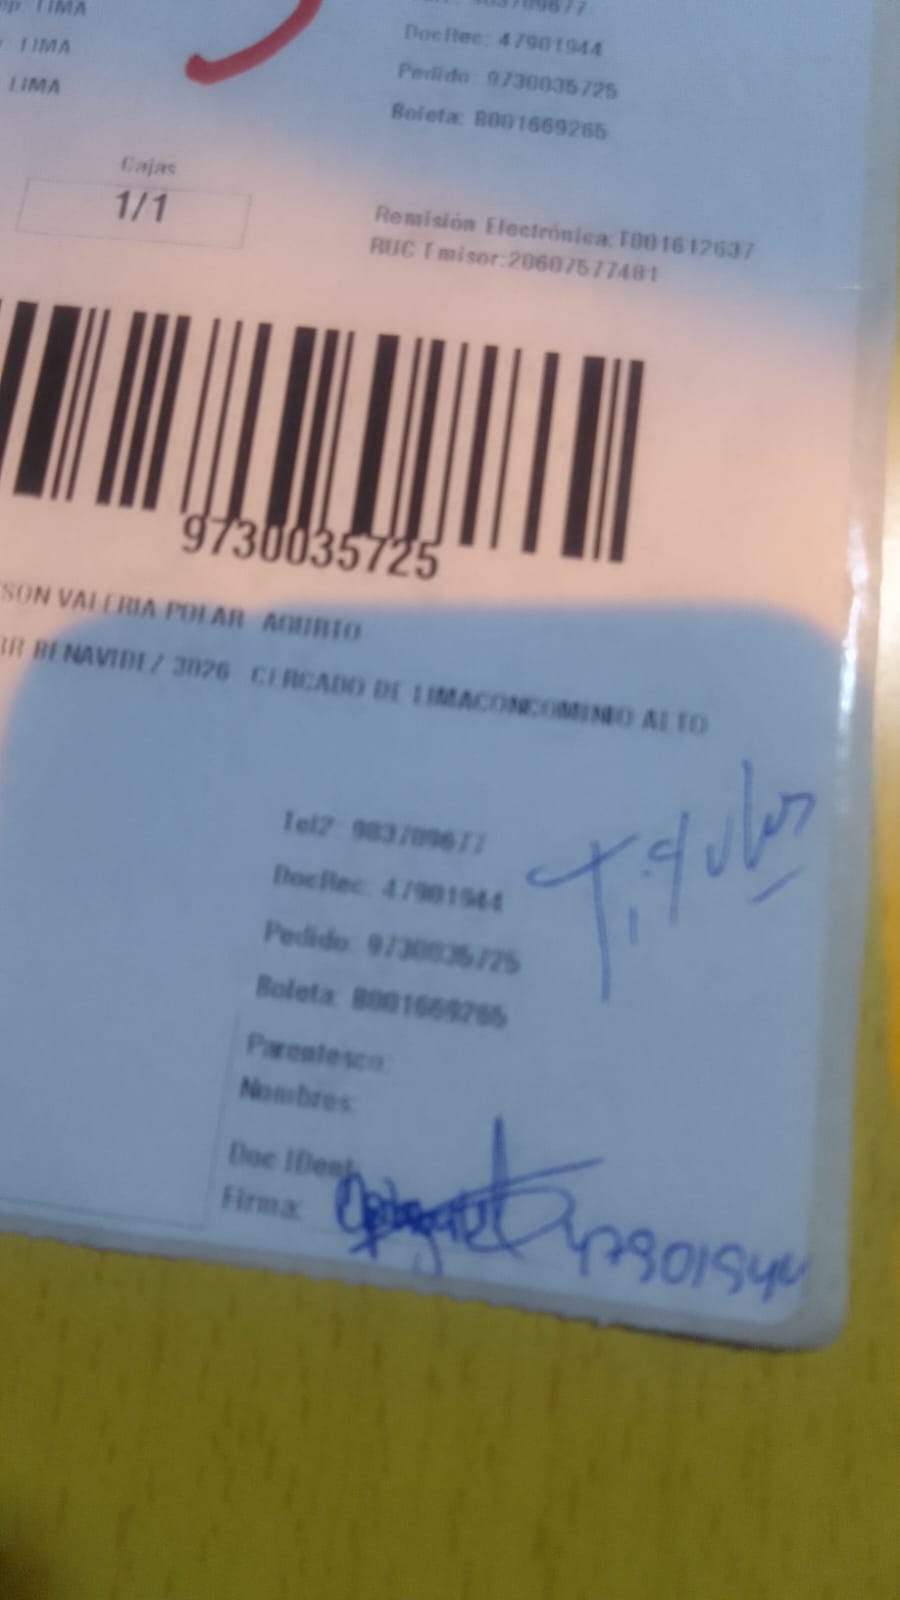 LIMA
LIMA
LIMA
DocRec: 47901944
Pedido: 9730035725
Boleta: B001669265
Cajas
1/1
Remisión Electrónica:T001612637
RUC Emisor:20607577481
9730035725
SON VALERIA POLAR AGURTO
BENAVIDEZ 3026 CERCADO DE LIMACONCOMINIO ALTO
Tel2: 983709677
DocRec: 47901944
Pedido: 9730035725
Boleta: B001669265
Titular
Parentesco:
Nombres:
Doc IDent:
Firma:
47901944